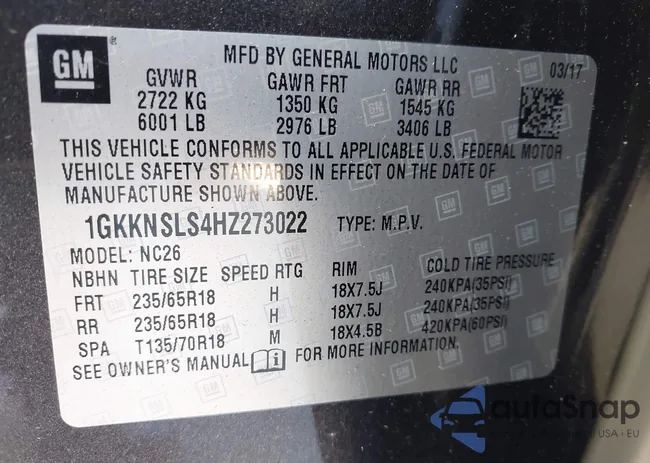 GM
MFD BY GENERAL MOTORS LLC
03/17
GVWR GAWR FRT GAWR RR
2722 KG 1350 KG 1545 KG
6001 LB 2976 LB 3406 LB
THIS VEHICLE CONFORMS TO ALL APPLICABLE U.S. FEDERAL MOTOR
VEHICLE SAFETY STANDARDS IN EFFECT ON THE DATE OF
MANUFACTURE SHOWN ABOVE.
1GKKNSLS4HZ273022 TYPE: M.P.V.
MODEL: NC26
NBHN TIRE SIZE SPEED RTG RIM COLD TIRE PRESSURE
FRT 235/65R18 H 18X7.5J 240KPA(35PSI)
RR 235/65R18 H 18X7.5J 240KPA(35PSI)
SPA T135/70R18 M 18X4.5B 420KPA(60PSI)
SEE OWNER'S MANUAL i FOR MORE INFORMATION.
autoSnap
USA - EU